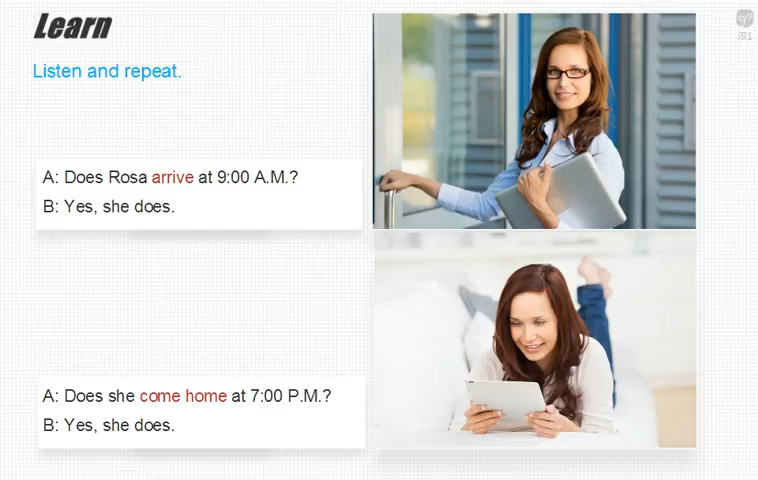 Learn
Listen and repeat.
A: Does Rosa arrive at 9:00 A.M.?
B: Yes, she does.
A: Does she come home at 7:00 P.M.?
B: Yes, she does.